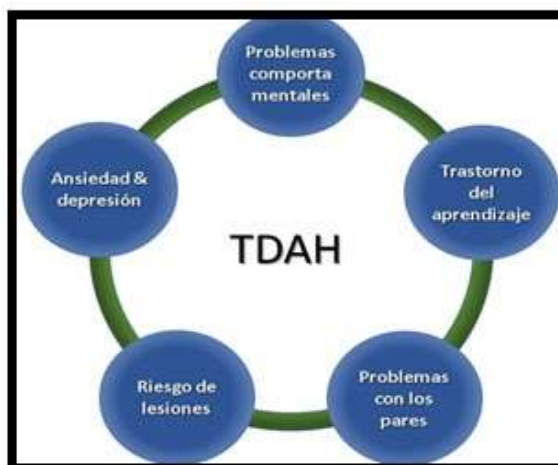 Problemas
comporta
mentales
Trastorno
del
aprendizaje
Problemas
con los
pares
Riesgo de
lesiones
Ansiedad &
depresión
TDAH